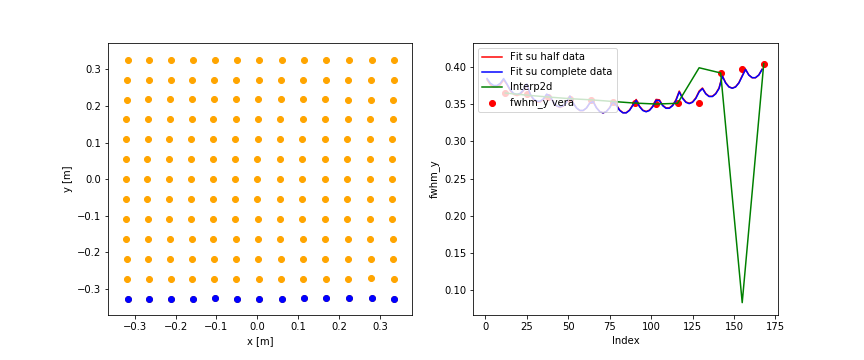 y [m]
0.3
0.2
0.1
0.0
−0.1
−0.2
−0.3
−0.3 −0.2 −0.1 0.0 0.1 0.2 0.3
x [m]
fwhm_y
0.40
0.35
0.30
0.25
0.20
0.15
0.10
Fit su half data
Fit su complete data
Interp2d
fwhm_y vera
0 25 50 75 100 125 150 175
Index